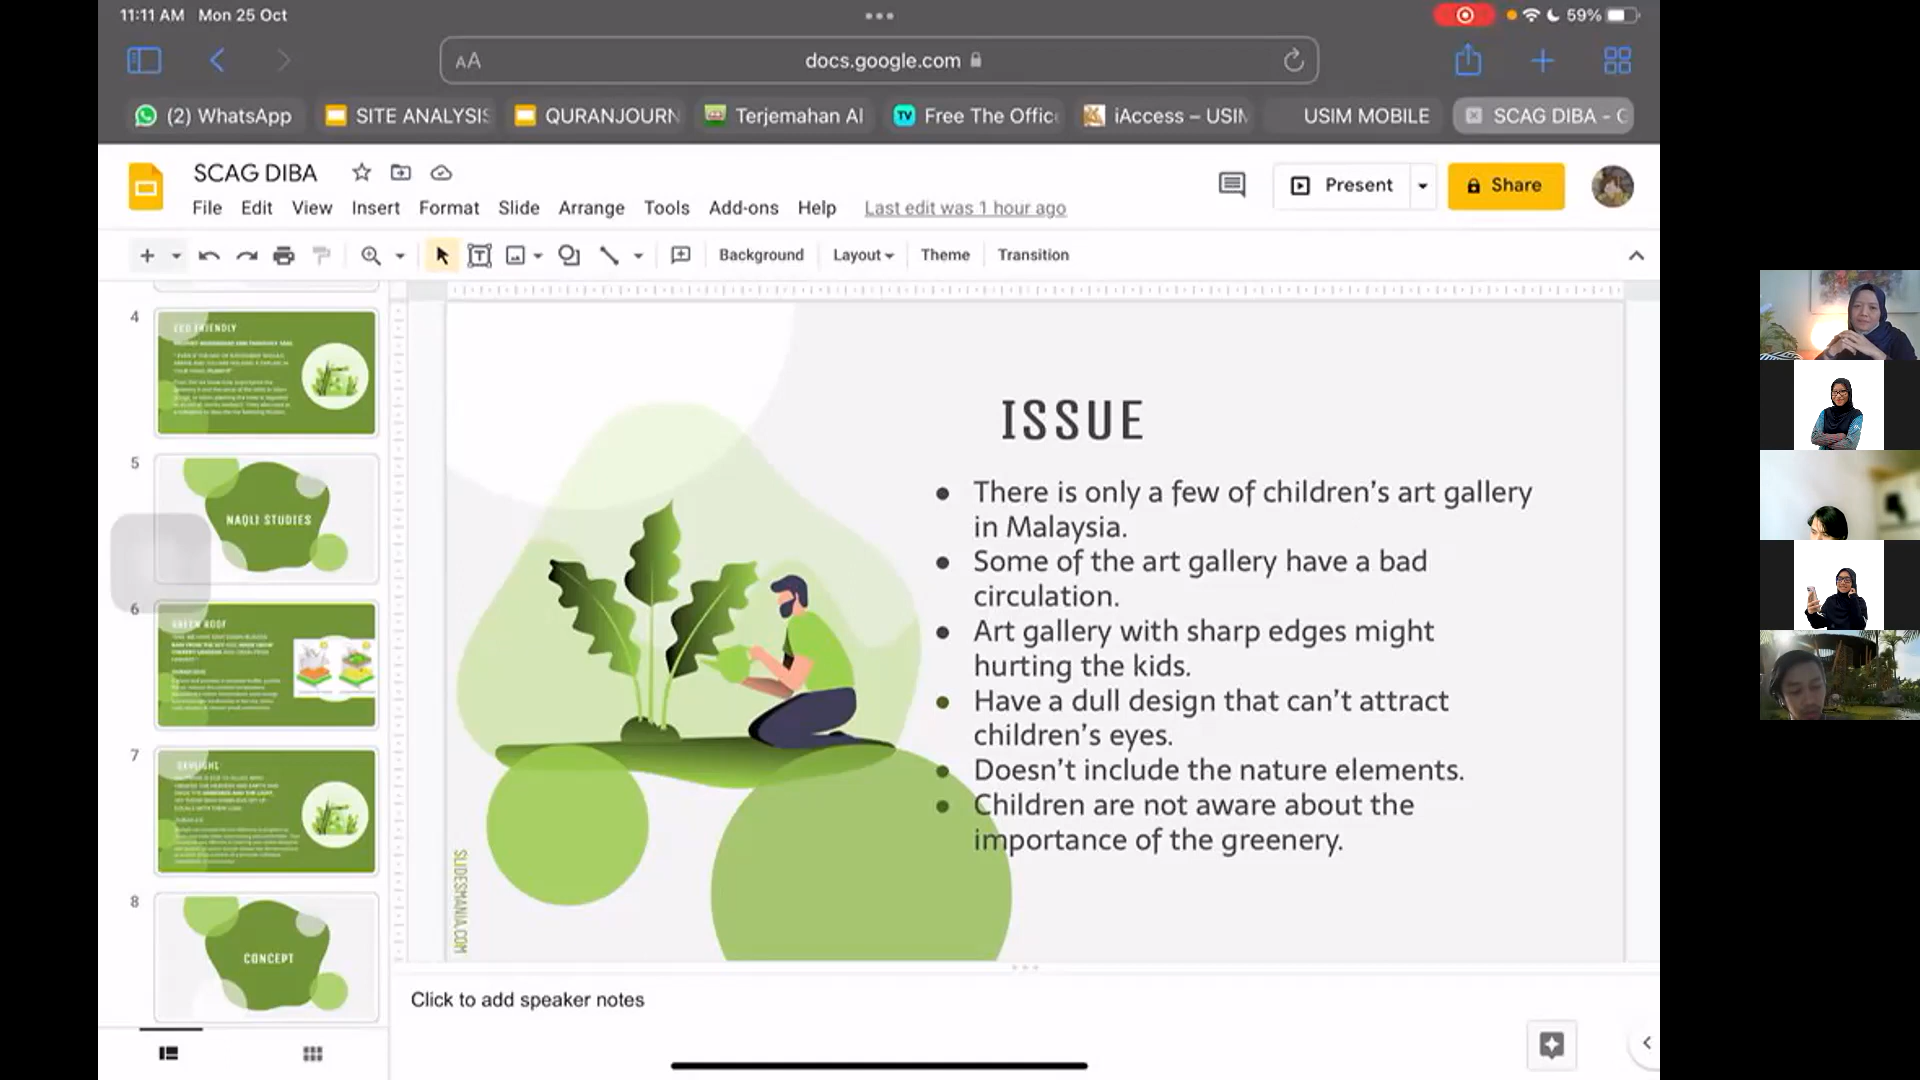 11:11 AM Mon 25 Oct
59%
AA docs.google.com
(2) WhatsApp
SITE ANALYSIS
QURANJOURN
Terjemahan Al
Free The Offic
iAccess – USIM
USIM MOBILE
SCAG DIBA - G
SCAG DIBA
Present
Share
File Edit View Insert Format Slide Arrange Tools Add-ons Help Last edit was 1 hour ago
Background Layout Theme Transition
4
ECO FRIENDLY
5
NAQLI STUDIES
6
GREEN ROOF
7
8
CONCEPT
ISSUE
There is only a few of children’s art gallery
in Malaysia.
Some of the art gallery have a bad
circulation.
Art gallery with sharp edges might
hurting the kids.
Have a dull design that can’t attract
children’s eyes.
Doesn’t include the nature elements.
Children are not aware about the
importance of the greenery.
SLIDESMANIA.COM
Click to add speaker notes